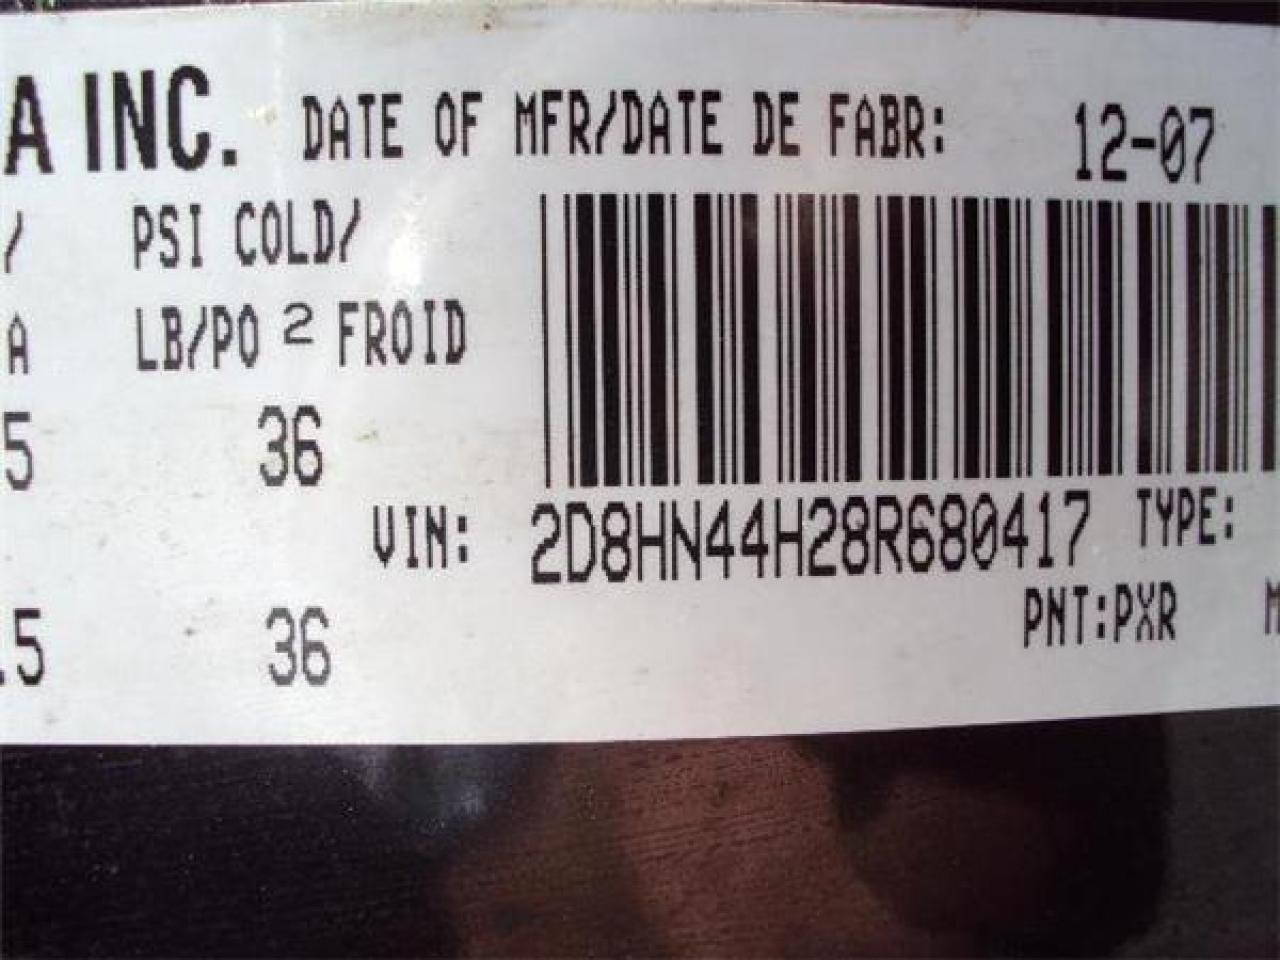 A INC. DATE OF MFR/DATE DE FABR: 12-07
/ PSI COLD/
A LB/PO 2 FROID
5 36
VIN: 2D8HN44H28R680417 TYPE:
PNT:PXR M
.5 36